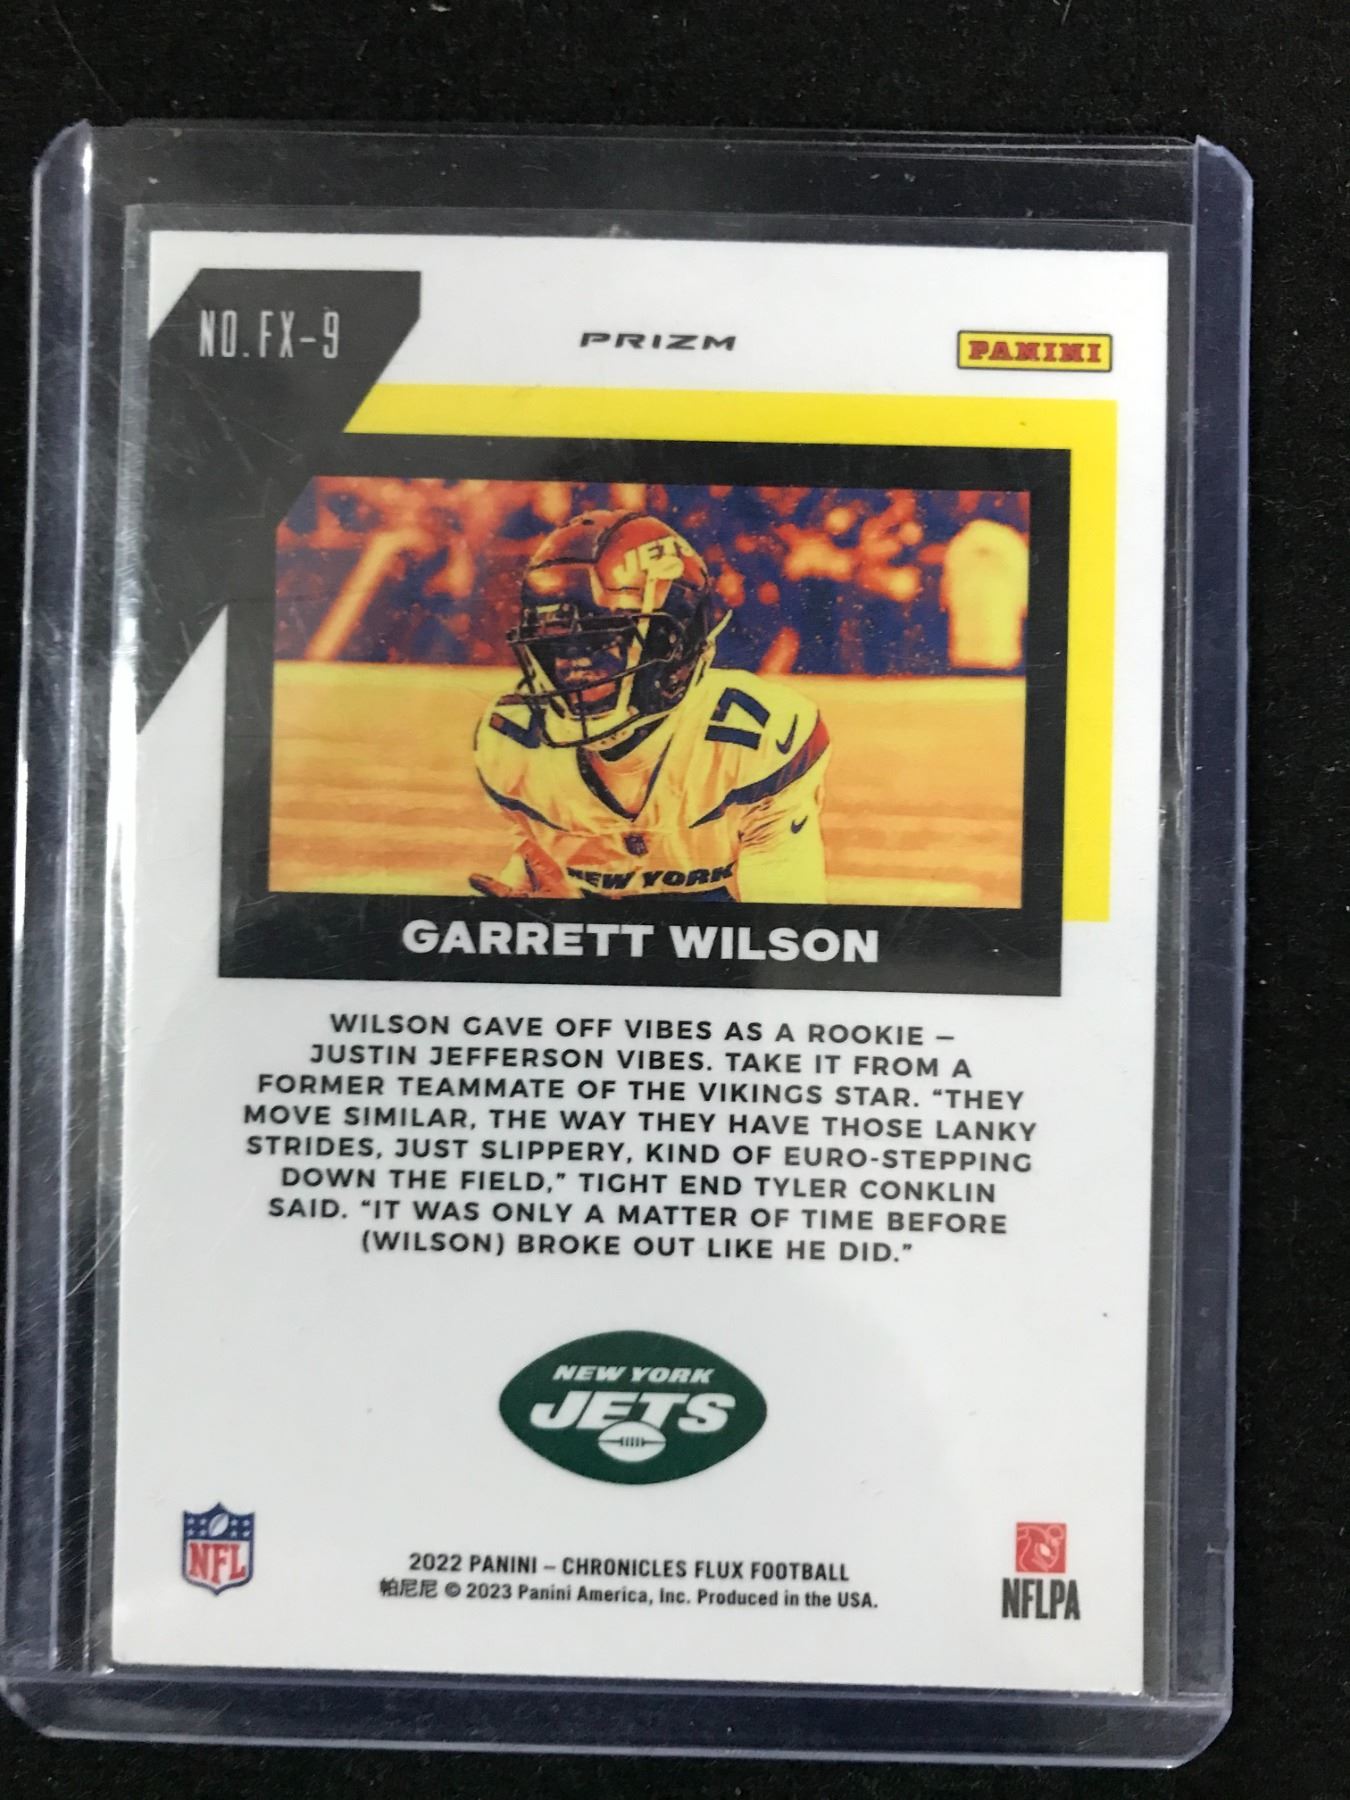 NO.FX-9
PRIZM
PANINI
JETS
17
NEW YORK
GARRETT WILSON
WILSON GAVE OFF VIBES AS A ROOKIE –
JUSTIN JEFFERSON VIBES. TAKE IT FROM A
FORMER TEAMMATE OF THE VIKINGS STAR. “THEY
MOVE SIMILAR, THE WAY THEY HAVE THOSE LANKY
STRIDES, JUST SLIPPERY, KIND OF EURO-STEPPING
DOWN THE FIELD,” TIGHT END TYLER CONKLIN
SAID. “IT WAS ONLY A MATTER OF TIME BEFORE
(WILSON) BROKE OUT LIKE HE DID.”
NEW YORK
JETS
NFL
2022 PANINI – CHRONICLES FLUX FOOTBALL
帕尼尼 © 2023 Panini America, Inc. Produced in the USA.
NFLPA